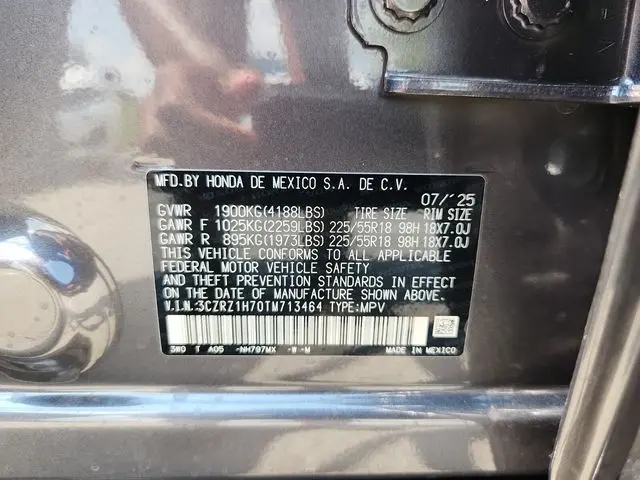 MFD. BY HONDA DE MEXICO S.A. DE C.V.
07/'25
GVWR 1900KG(4188LBS) TIRE SIZE RIM SIZE
GAWR F 1025KG(2259LBS) 225/55R18 98H 18X7.0J
GAWR R 895KG(1973LBS) 225/55R18 98H 18X7.0J
THIS VEHICLE CONFORMS TO ALL APPLICABLE
FEDERAL MOTOR VEHICLE SAFETY
AND THEFT PREVENTION STANDARDS IN EFFECT
ON THE DATE OF MANUFACTURE SHOWN ABOVE.
V.I.N.:3CZRZ1H70TM713464 TYPE:MPV
3W0 T A05 -NH797MX -W -M MADE IN MEXICO